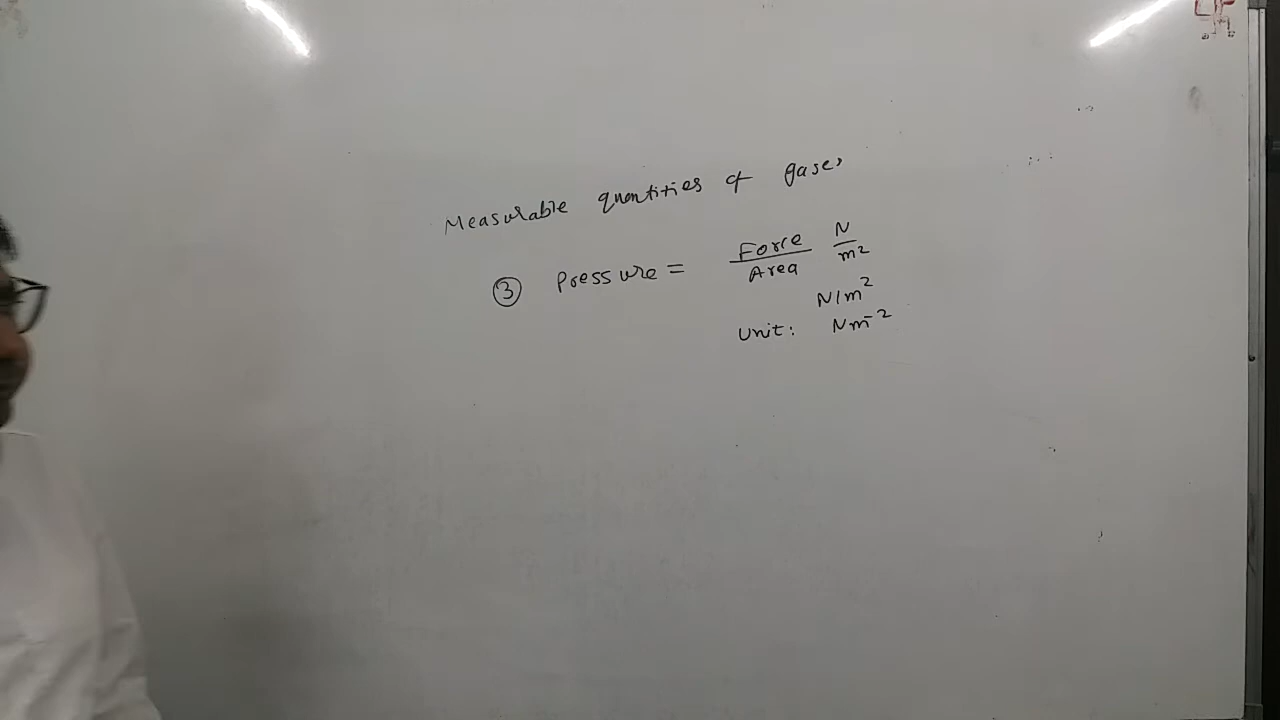 Measurable quantities of gases
③ Pressure = Force/Area N/m²
N/m²
Unit: Nm⁻²